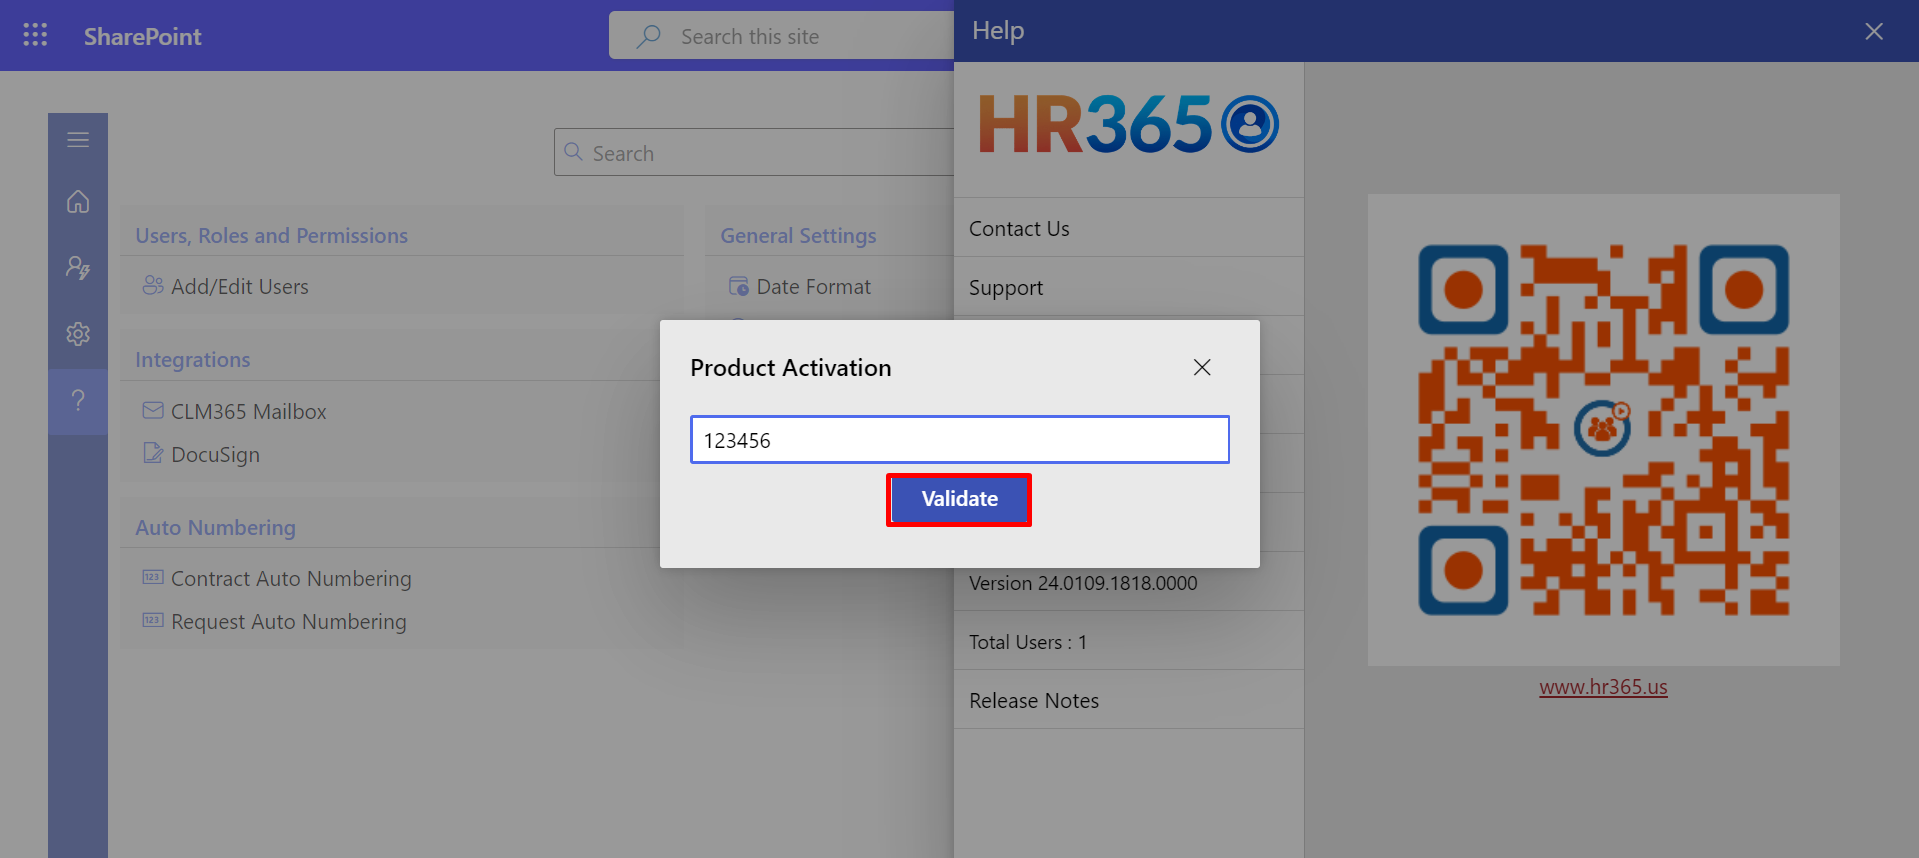 SharePoint
Search this site
Help
HR365
Search
Contact Us
Users, Roles and Permissions
General Settings
Add/Edit Users
Date Format
Support
Integrations
Product Activation
CLM365 Mailbox
123456
DocuSign
Validate
Auto Numbering
123 Contract Auto Numbering
Version 24.0109.1818.0000
123 Request Auto Numbering
Total Users : 1
www.hr365.us
Release Notes